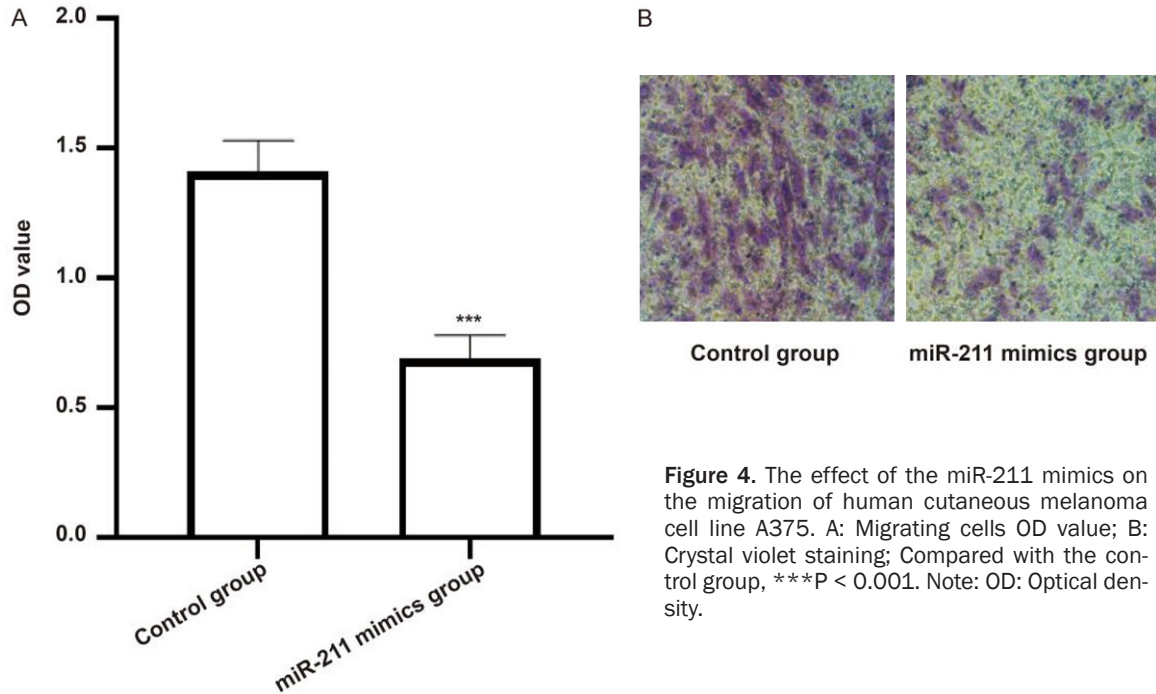 A
2.0
1.5
1.0
0.5
0.0
OD value
***
Control group
miR-211 mimics group
B
Control group
miR-211 mimics group
Figure 4. The effect of the miR-211 mimics on
the migration of human cutaneous melanoma
cell line A375. A: Migrating cells OD value; B:
Crystal violet staining; Compared with the con-
trol group, ***P < 0.001. Note: OD: Optical den-
sity.